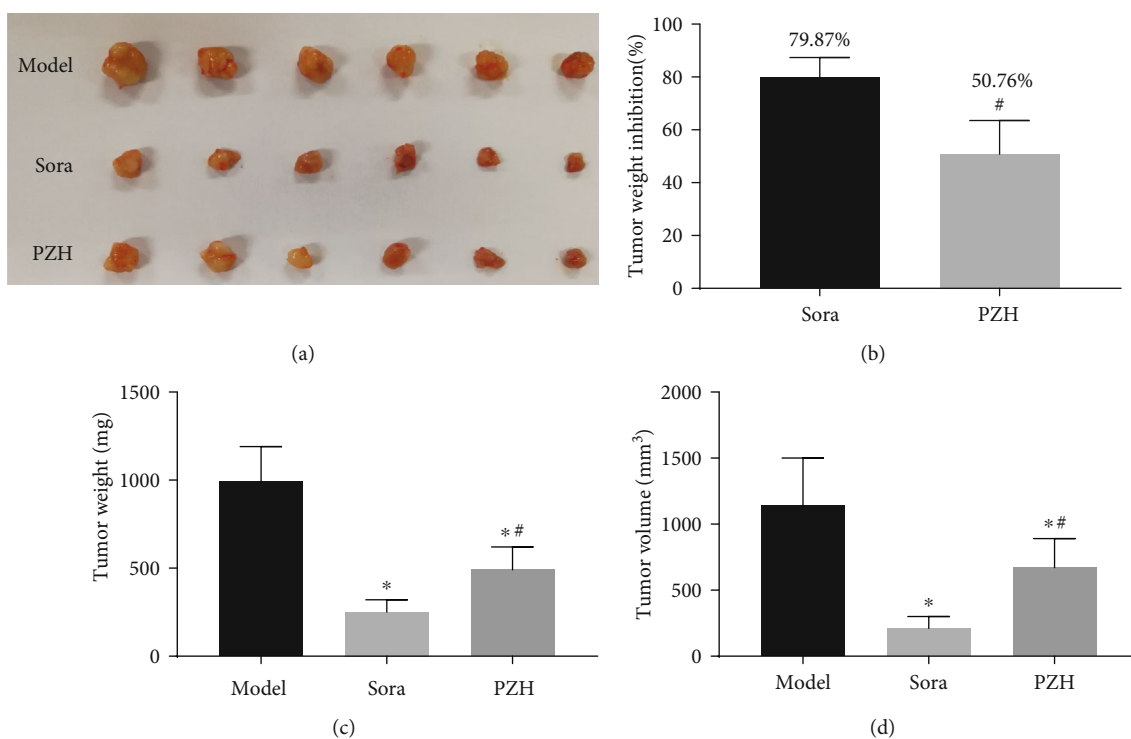 Model
Sora
PZH
(a)
Tumor weight inhibition(%)
100
80
60
40
20
0
79.87%
50.76%
#
Sora
PZH
(b)
Tumor weight (mg)
1500
1000
500
0
*
*#
Model
Sora
PZH
(c)
Tumor volume (mm³)
2000
1500
1000
500
0
*
*#
Model
Sora
PZH
(d)